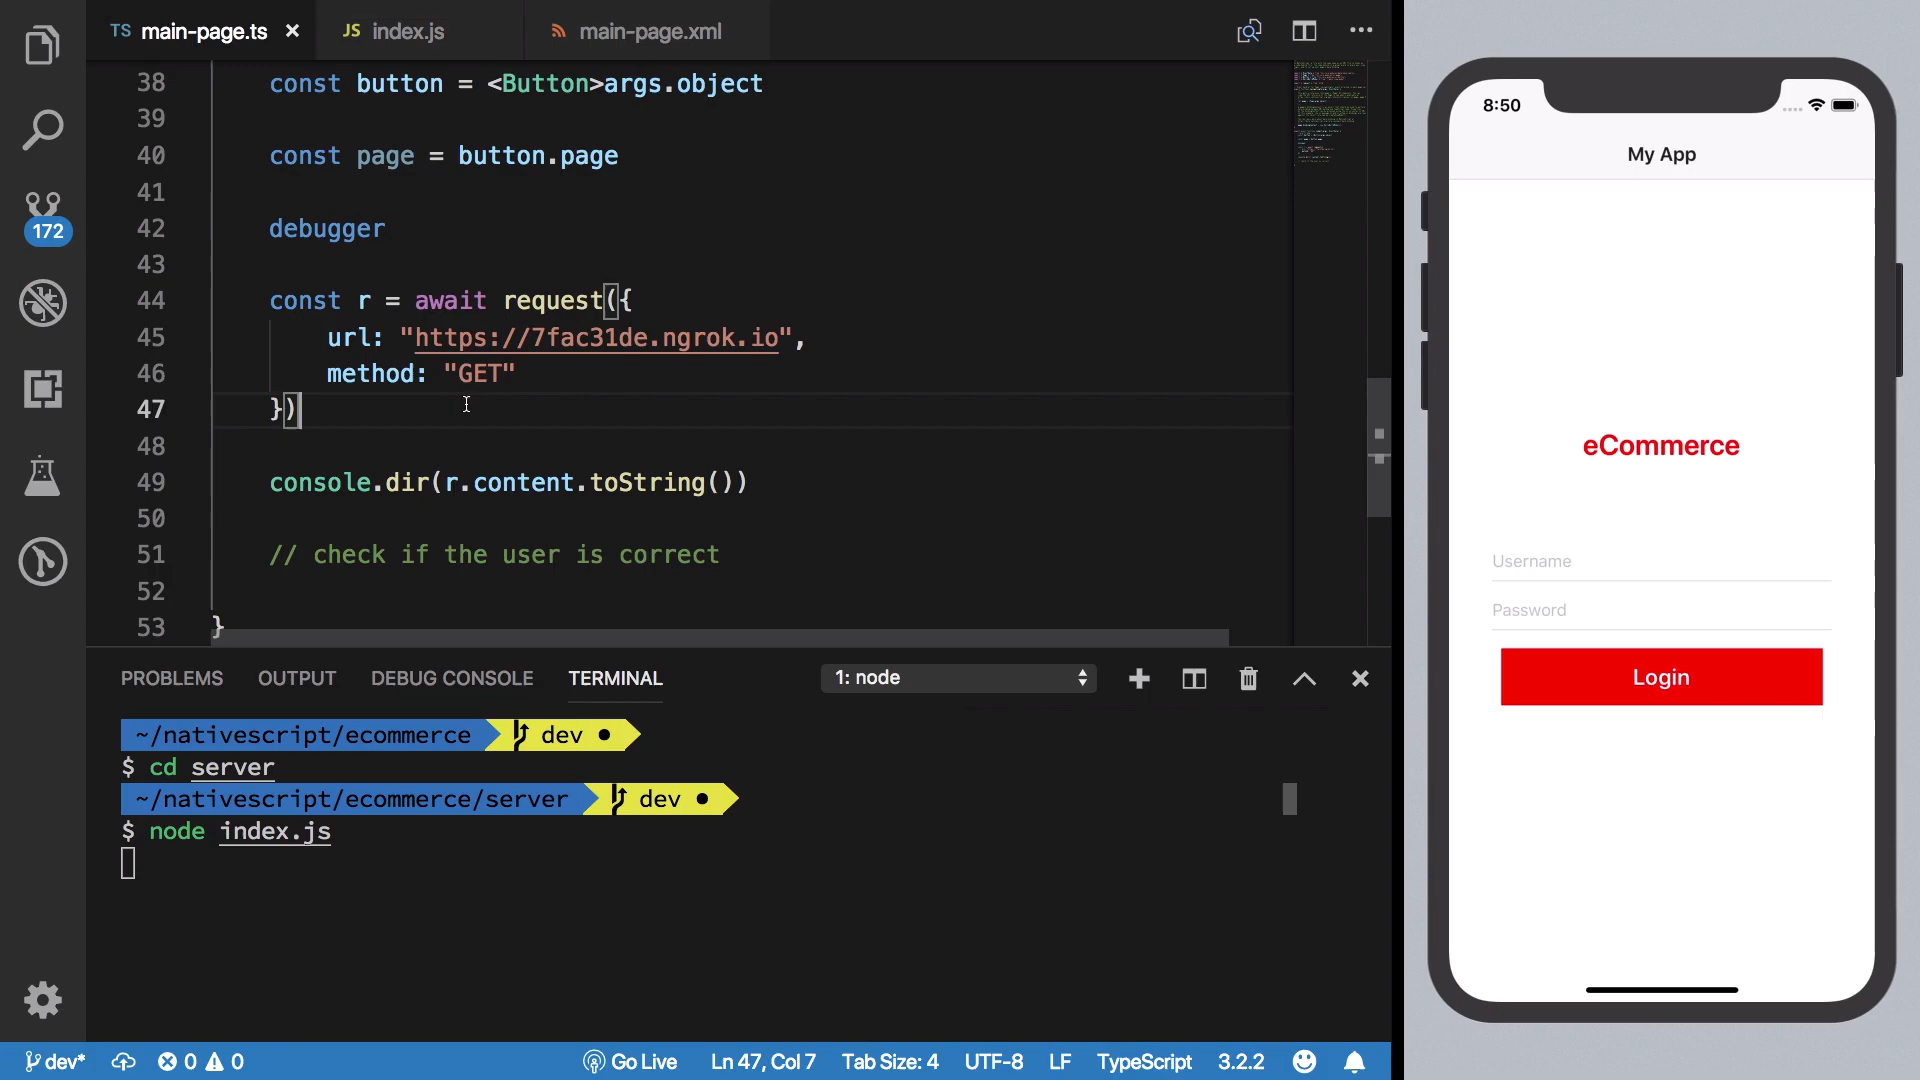 TS main-page.ts
JS index.js
main-page.xml
38 const button = <Button>args.object
39
40 const page = button.page
41
42 debugger
43
44 const r = await request({
45 url: "https://7fac31de.ngrok.io",
46 method: "GET"
47 })
48
49 console.dir(r.content.toString())
50
51 // check if the user is correct
52
53 }
172
PROBLEMS OUTPUT DEBUG CONSOLE TERMINAL 1: node
~/nativescript/ecommerce dev ●
$ cd server
~/nativescript/ecommerce/server dev ●
$ node index.js
dev* 0 0 Go Live Ln 47, Col 7 Tab Size: 4 UTF-8 LF TypeScript 3.2.2
8:50
My App
eCommerce
Username
Password
Login